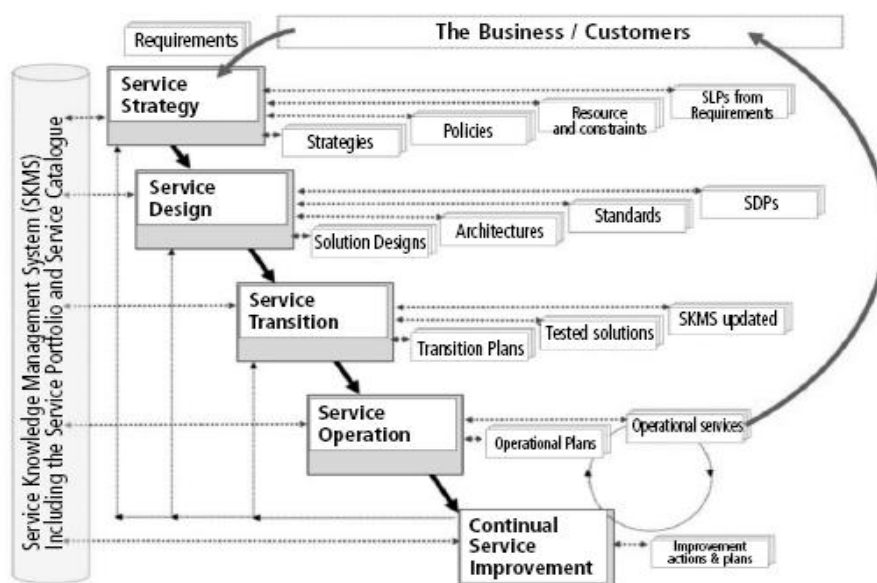 The Business / Customers
Requirements
Service
Strategy
SLPs from
Requirements
Resource
and constraints
Policies
Strategies
Service
Design
SDPs
Standards
Architectures
Solution Designs
Service
Transition
SKMS updated
Tested solutions
Transition Plans
Service
Operation
Operational services
Operational Plans
Continual
Service
Improvement
Improvement
actions & plans
Service Knowledge Management System (SKMS)
Including the Service Portfolio and Service Catalogue